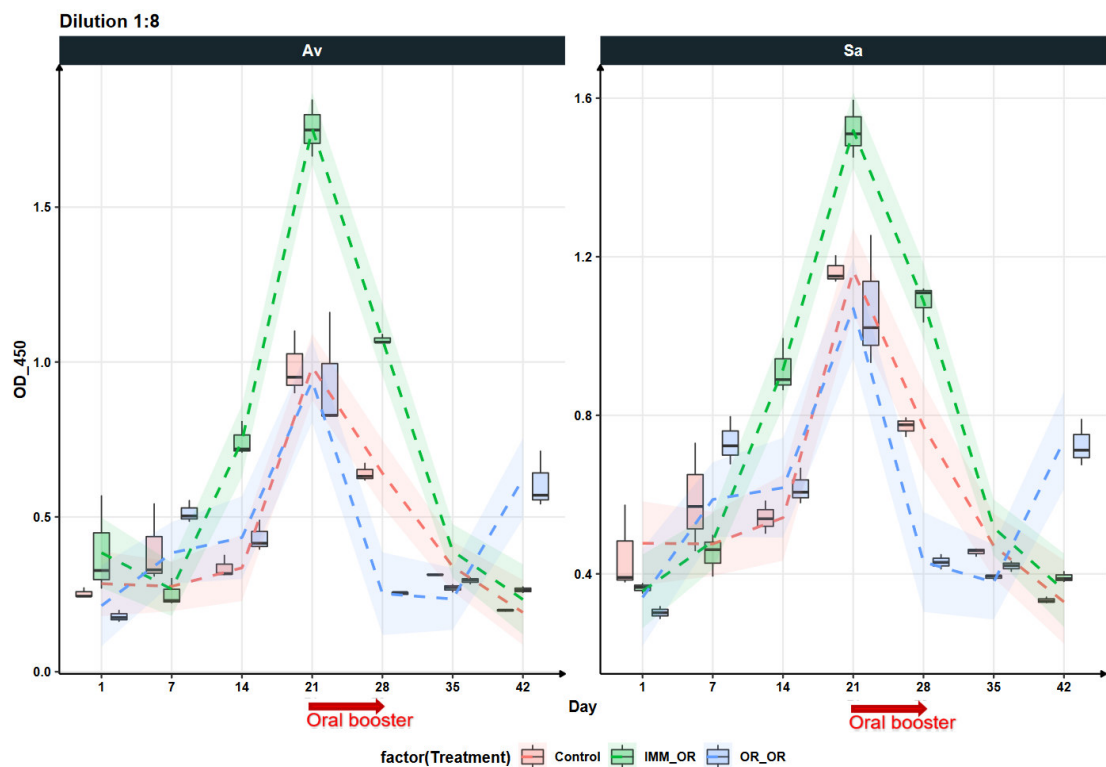 Dilution 1:8
Av
Sa
OD_450
1.5
1.0
0.5
0.0
1.6
1.2
0.8
0.4
1 7 14 21 28 35 42
1 7 14 21 28 35 42
Day
Oral booster
Oral booster
factor(Treatment) Control IMM_OR OR_OR